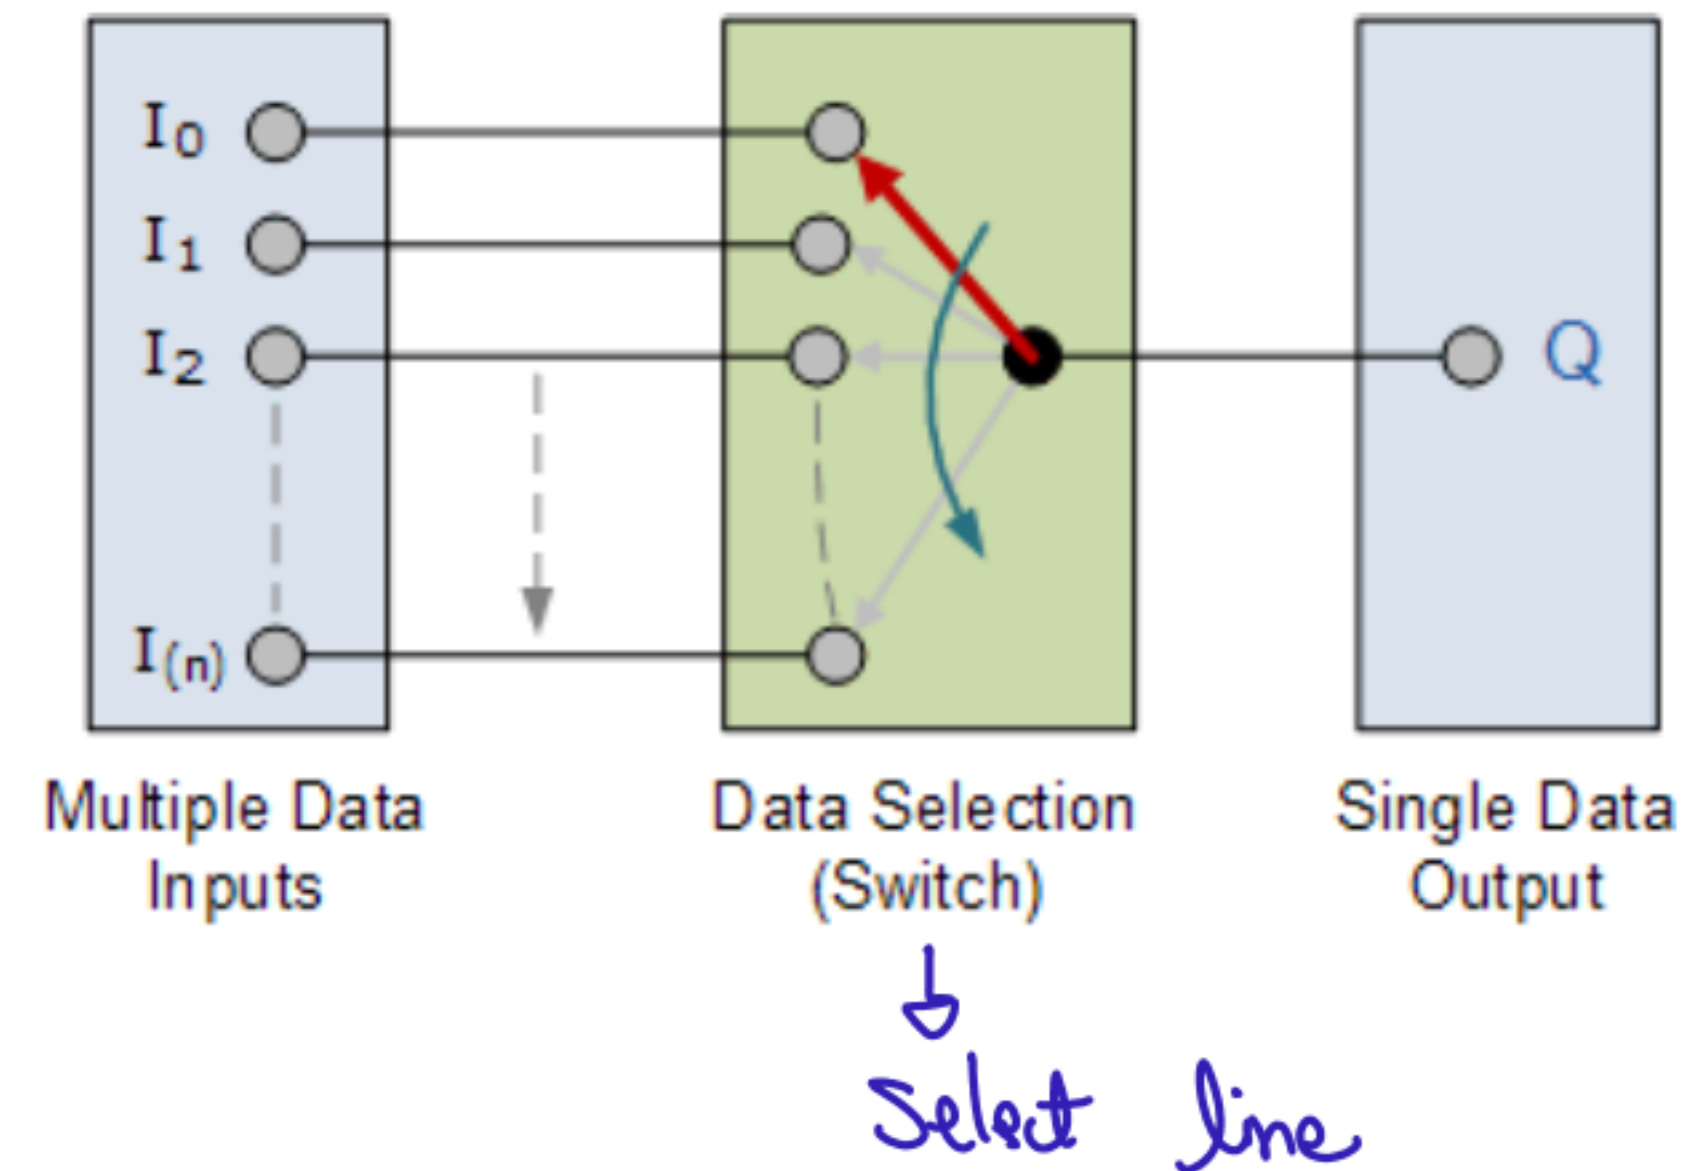 I0
I1
I2
I(n)
Q
Multiple Data
Inputs
Data Selection
(Switch)
Single Data
Output
Select line